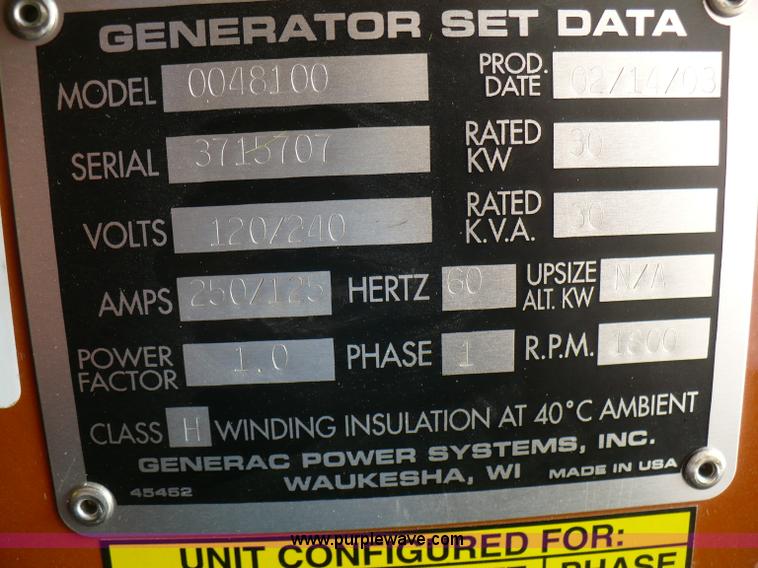 GENERATOR SET DATA
MODEL 0048100 PROD. DATE 02/14/03
SERIAL 3715707 RATED KW 30
VOLTS 120/240 RATED K.V.A. 30
AMPS 250/125 HERTZ 60 UPSIZE ALT. KW N/A
POWER FACTOR 1.0 PHASE 1 R.P.M. 1800
CLASS H WINDING INSULATION AT 40°C AMBIENT
GENERAC POWER SYSTEMS, INC.
WAUKESHA, WI MADE IN USA
45452
www.purplewave.com
UNIT CONFIGURED FOR:
PHASE